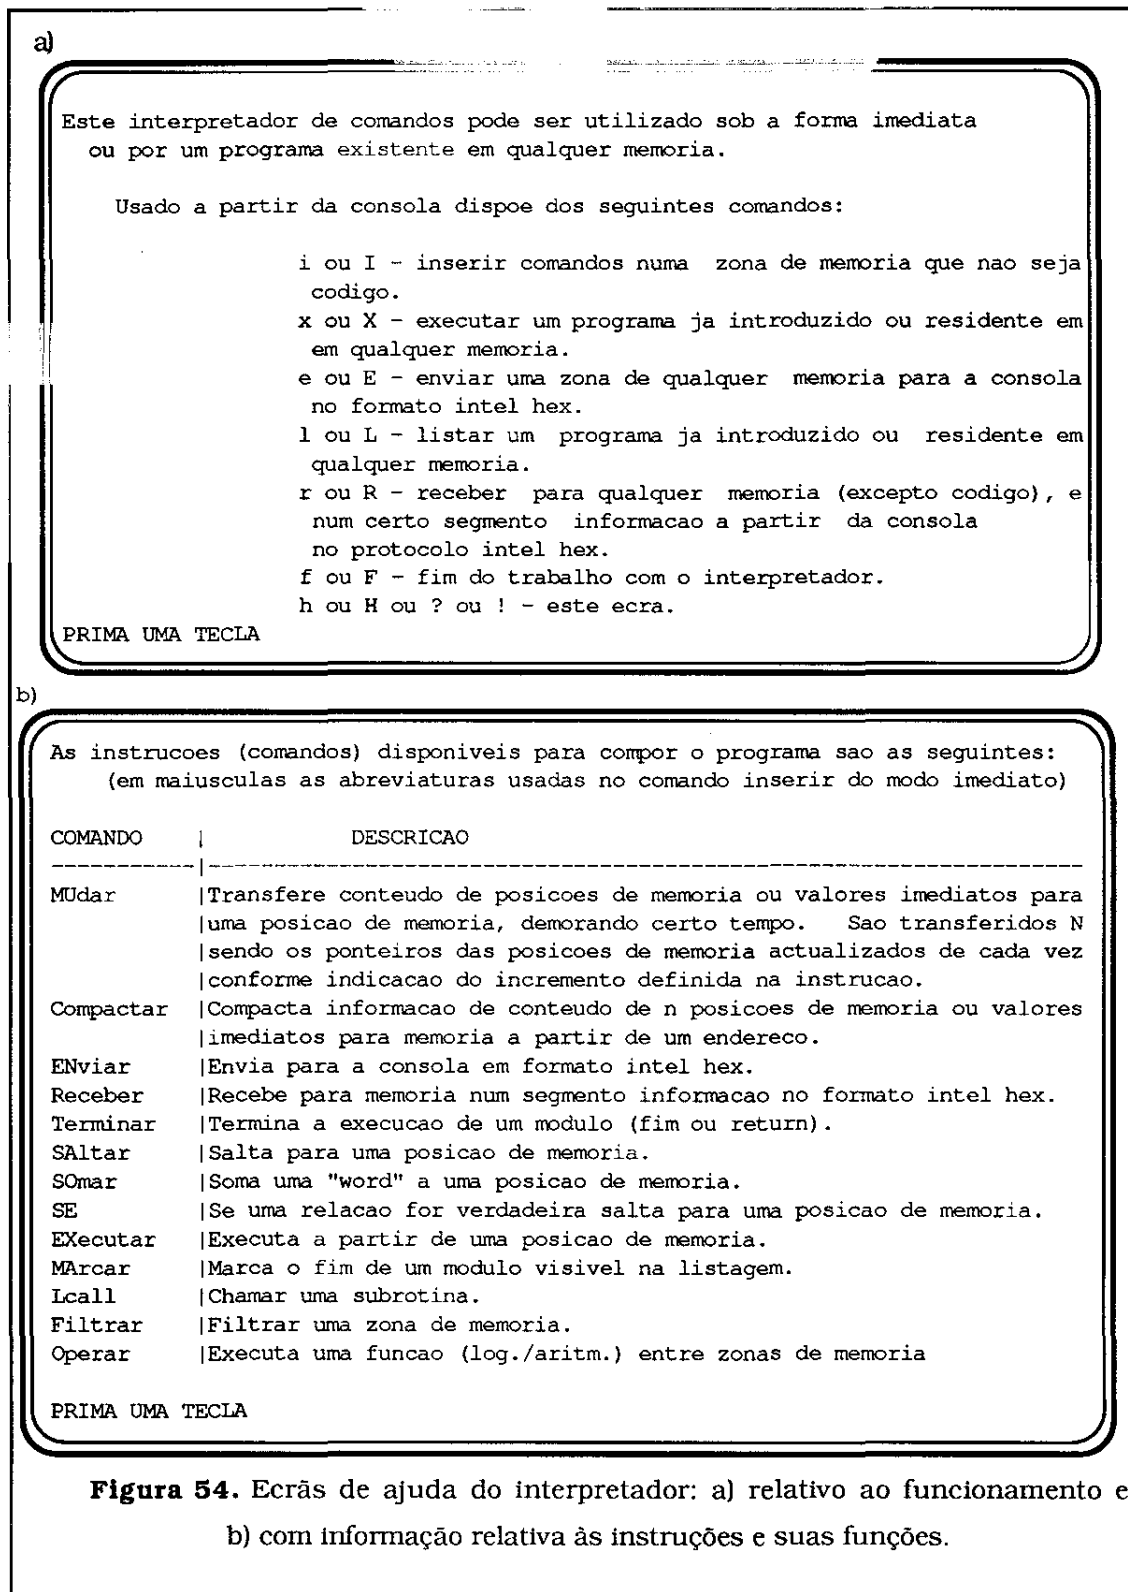 a)
Este interpretador de comandos pode ser utilizado sob a forma imediata
ou por um programa existente em qualquer memoria.
Usado a partir da consola dispoe dos seguintes comandos:
i ou I - inserir comandos numa zona de memoria que nao seja
codigo.
x ou X - executar um programa ja introduzido ou residente em
em qualquer memoria.
e ou E - enviar uma zona de qualquer memoria para a consola
no formato intel hex.
l ou L - listar um programa ja introduzido ou residente em
qualquer memoria.
r ou R - receber para qualquer memoria (excepto codigo), e
num certo segmento informacao a partir da consola
no protocolo intel hex.
f ou F - fim do trabalho com o interpretador.
h ou H ou ? ou ! - este ecra.
PRIMA UMA TECLA
b)
As instrucoes (comandos) disponiveis para compor o programa sao as seguintes:
(em maiusculas as abreviaturas usadas no comando inserir do modo imediato)
COMANDO | DESCRICAO
-----------|---------------------------------------------------------------------
MUdar |Transfere conteudo de posicoes de memoria ou valores imediatos para
|uma posicao de memoria, demorando certo tempo. Sao transferidos N
|sendo os ponteiros das posicoes de memoria actualizados de cada vez
|conforme indicacao do incremento definida na instrucao.
Compactar |Compacta informacao de conteudo de n posicoes de memoria ou valores
|imediatos para memoria a partir de um endereco.
ENviar |Envia para a consola em formato intel hex.
Receber |Recebe para memoria num segmento informacao no formato intel hex.
Terminar |Termina a execucao de um modulo (fim ou return).
SAltar |Salta para uma posicao de memoria.
SOmar |Soma uma "word" a uma posicao de memoria.
SE |Se uma relacao for verdadeira salta para uma posicao de memoria.
EXecutar |Executa a partir de uma posicao de memoria.
MArcar |Marca o fim de um modulo visivel na listagem.
Lcall |Chamar uma subrotina.
Filtrar |Filtrar uma zona de memoria.
Operar |Executa uma funcao (log./aritm.) entre zonas de memoria
PRIMA UMA TECLA
Figura 54. Ecrãs de ajuda do interpretador: a) relativo ao funcionamento e
b) com informação relativa às instruções e suas funções.